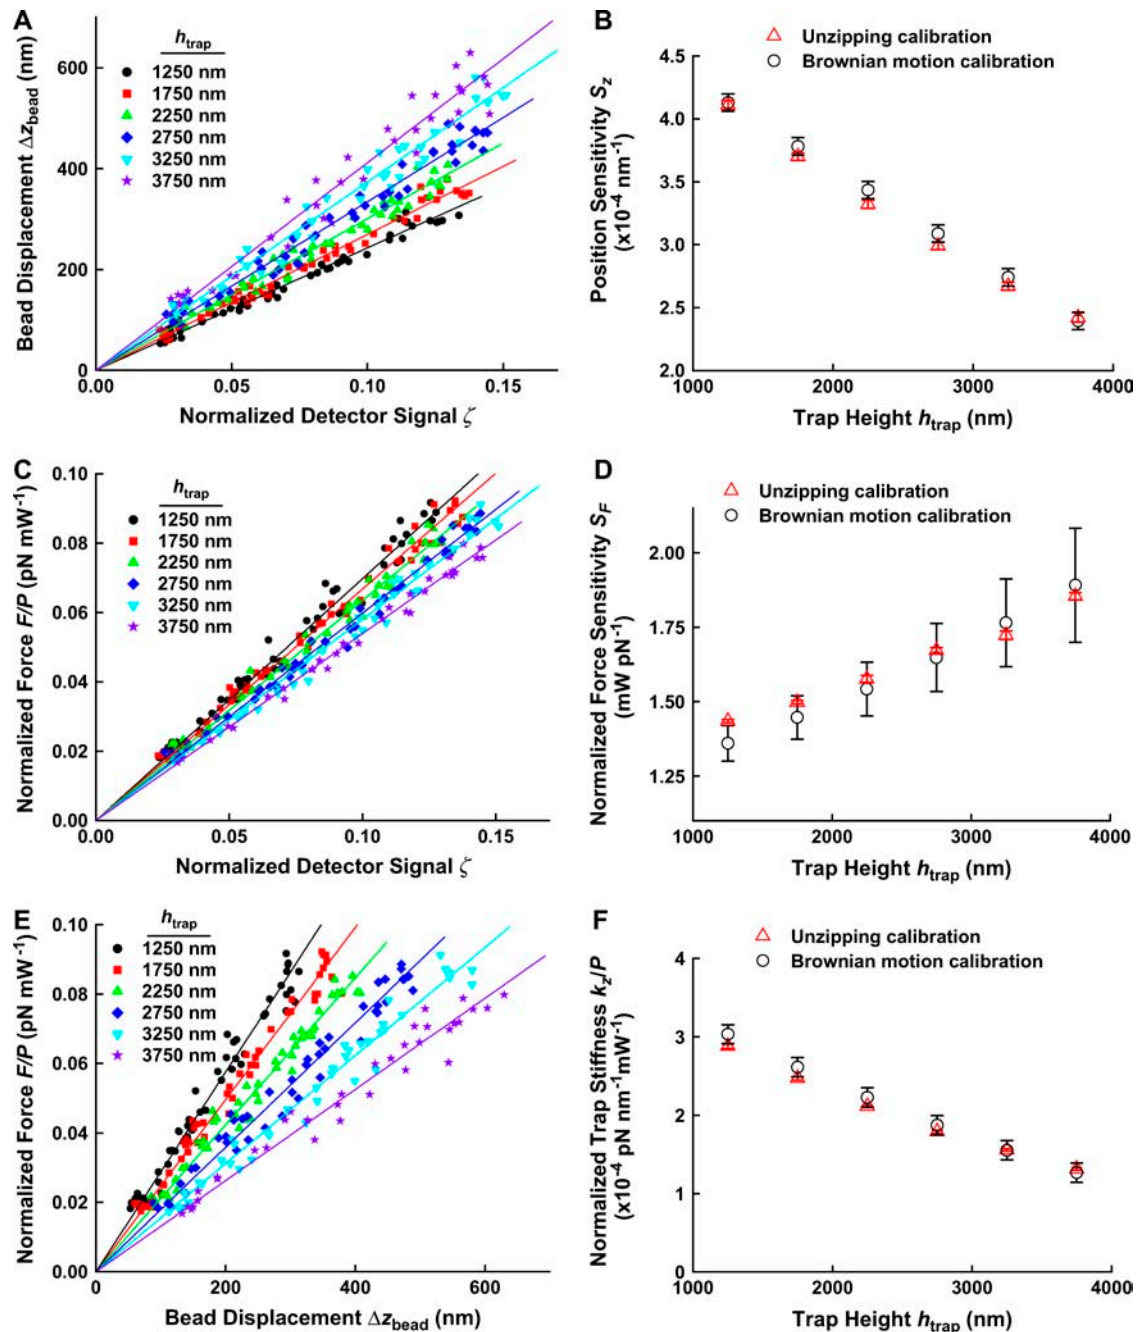 A
h_trap
1250 nm
1750 nm
2250 nm
2750 nm
3250 nm
3750 nm
Bead Displacement Δz_bead (nm)
600
400
200
0
0.00 0.05 0.10 0.15
Normalized Detector Signal ζ
B
Unzipping calibration
Brownian motion calibration
Position Sensitivity S_z
(x10⁻⁴ nm⁻¹)
4.5
4.0
3.5
3.0
2.5
2.0
1000 2000 3000 4000
Trap Height h_trap (nm)
C
h_trap
1250 nm
1750 nm
2250 nm
2750 nm
3250 nm
3750 nm
Normalized Force F/P (pN mW⁻¹)
0.10
0.08
0.06
0.04
0.02
0.00
0.00 0.05 0.10 0.15
Normalized Detector Signal ζ
D
Unzipping calibration
Brownian motion calibration
Normalized Force Sensitivity S_F
(mW pN⁻¹)
2.00
1.75
1.50
1.25
1000 2000 3000 4000
Trap Height h_trap (nm)
E
h_trap
1250 nm
1750 nm
2250 nm
2750 nm
3250 nm
3750 nm
Normalized Force F/P (pN mW⁻¹)
0.10
0.08
0.06
0.04
0.02
0.00
0 200 400 600
Bead Displacement Δz_bead (nm)
F
Unzipping calibration
Brownian motion calibration
Normalized Trap Stiffness k_z/P
(x10⁻⁴ pN nm⁻¹mW⁻¹)
4
3
2
1
0
1000 2000 3000 4000
Trap Height h_trap (nm)